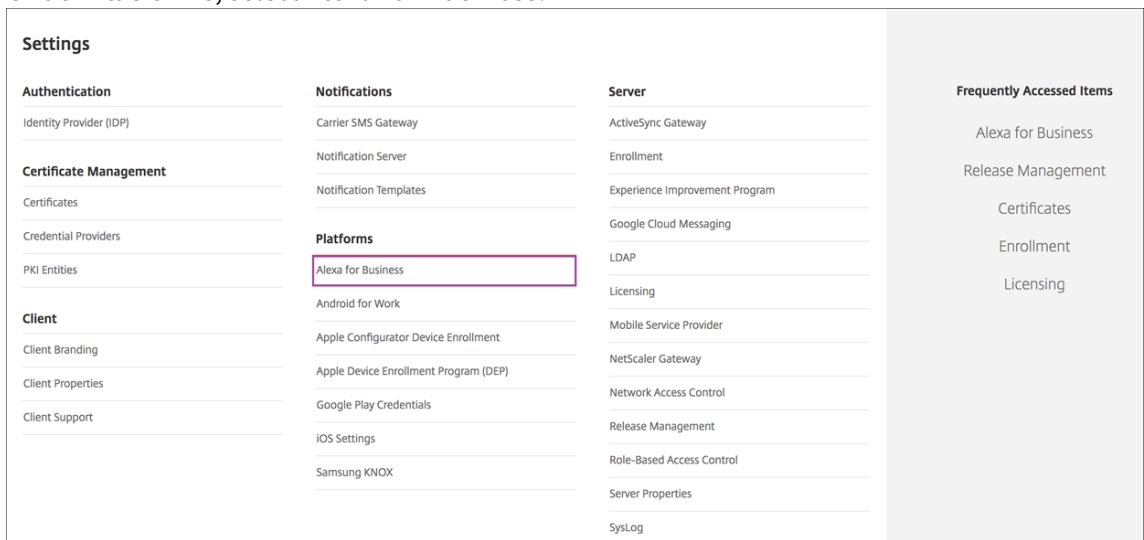 Settings
Authentication
Identity Provider (IDP)
Certificate Management
Certificates
Credential Providers
PKI Entities
Client
Client Branding
Client Properties
Client Support
Notifications
Carrier SMS Gateway
Notification Server
Notification Templates
Platforms
Alexa for Business
Android for Work
Apple Configurator Device Enrollment
Apple Device Enrollment Program (DEP)
Google Play Credentials
iOS Settings
Samsung KNOX
Server
ActiveSync Gateway
Enrollment
Experience Improvement Program
Google Cloud Messaging
LDAP
Licensing
Mobile Service Provider
NetScaler Gateway
Network Access Control
Release Management
Role-Based Access Control
Server Properties
SysLog
Frequently Accessed Items
Alexa for Business
Release Management
Certificates
Enrollment
Licensing